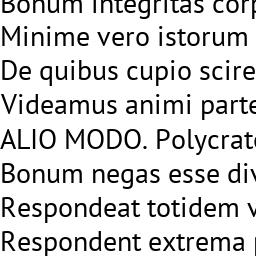 Bonum integritas corp
Minime vero istorum
De quibus cupio scire
Videamus animi parte
ALIO MODO. Polycrate
Bonum negas esse div
Respondeat totidem v
Respondent extrema p